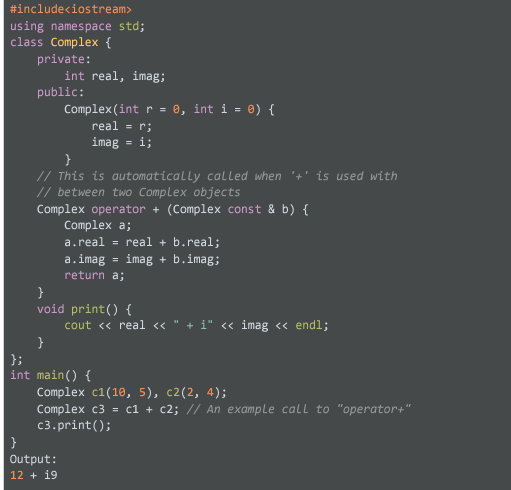 #include<iostream>
using namespace std;
class Complex {
private:
int real, imag;
public:
Complex(int r = 0, int i = 0) {
real = r;
imag = i;
}
// This is automatically called when '+' is used with
// between two Complex objects
Complex operator + (Complex const & b) {
Complex a;
a.real = real + b.real;
a.imag = imag + b.imag;
return a;
}
void print() {
cout << real << " + i" << imag << endl;
}
};
int main() {
Complex c1(10, 5), c2(2, 4);
Complex c3 = c1 + c2; // An example call to "operator+"
c3.print();
}
Output:
12 + i9